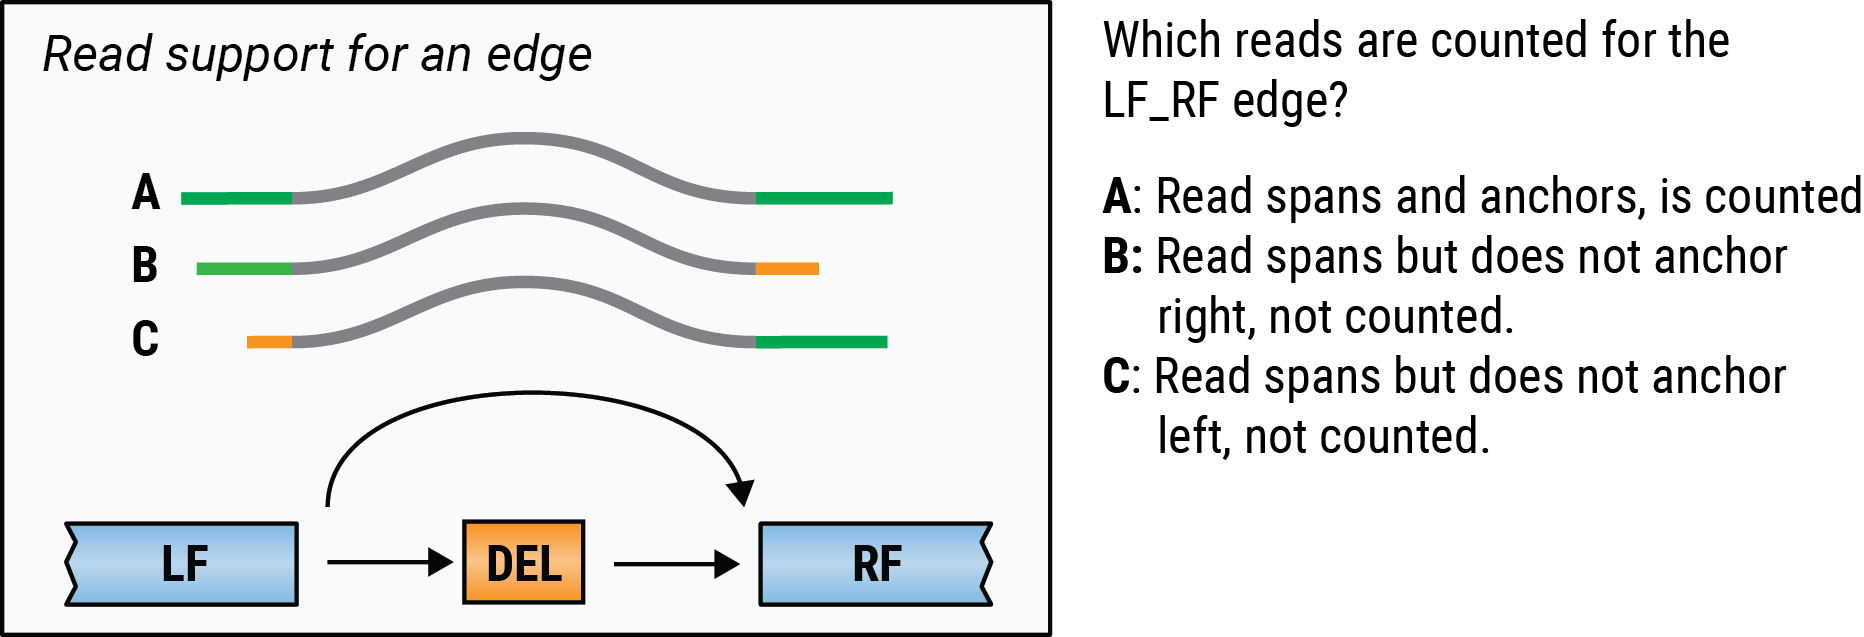 Read support for an edge
A
B
C
LF
DEL
RF
Which reads are counted for the
LF_RF edge?
A: Read spans and anchors, is counted
B: Read spans but does not anchor
right, not counted.
C: Read spans but does not anchor
left, not counted.